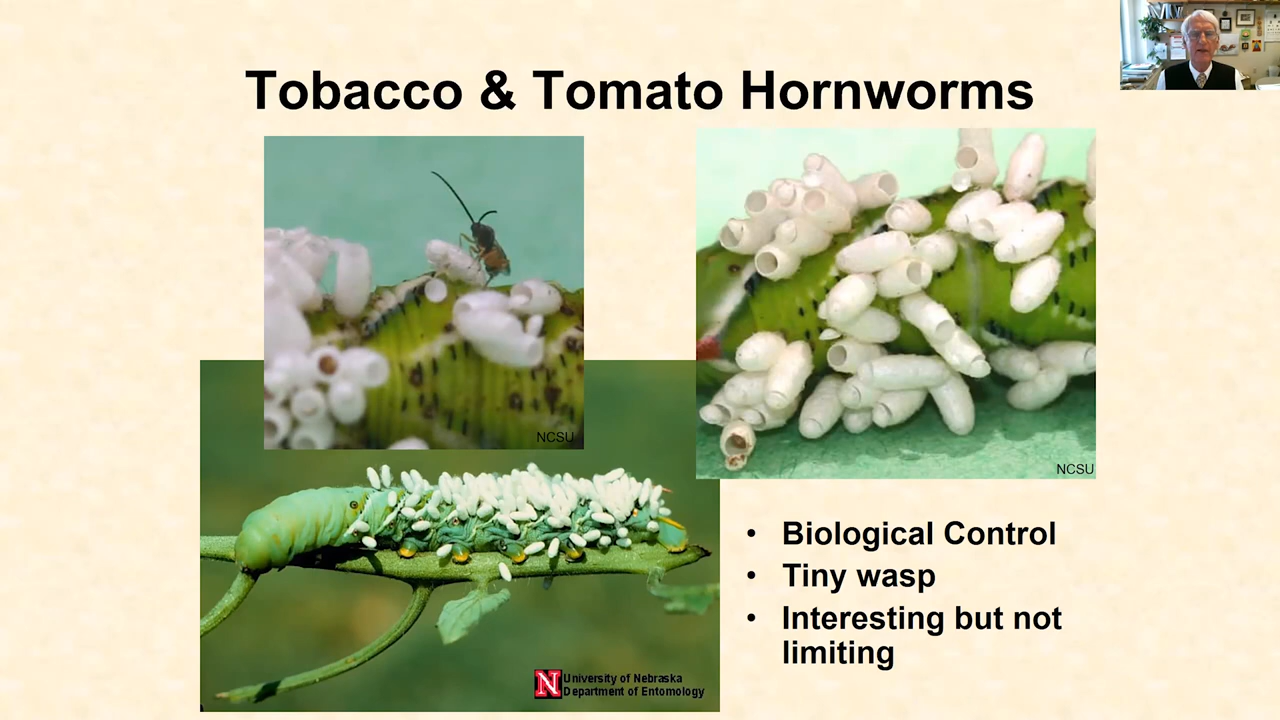 Tobacco & Tomato Hornworms
NCSU
NCSU
N University of Nebraska
Department of Entomology
• Biological Control
• Tiny wasp
• Interesting but not
limiting